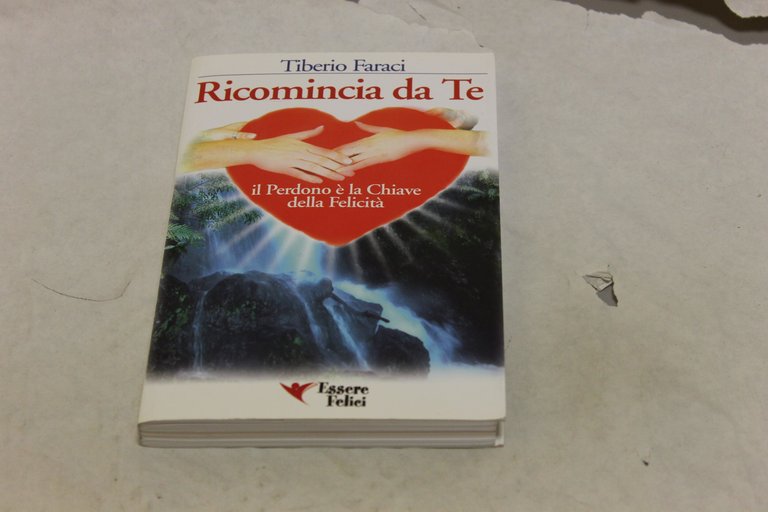 Tiberio Faraci
Ricomincia da Te
il Perdono è la Chiave
della Felicità
Essere
Felici